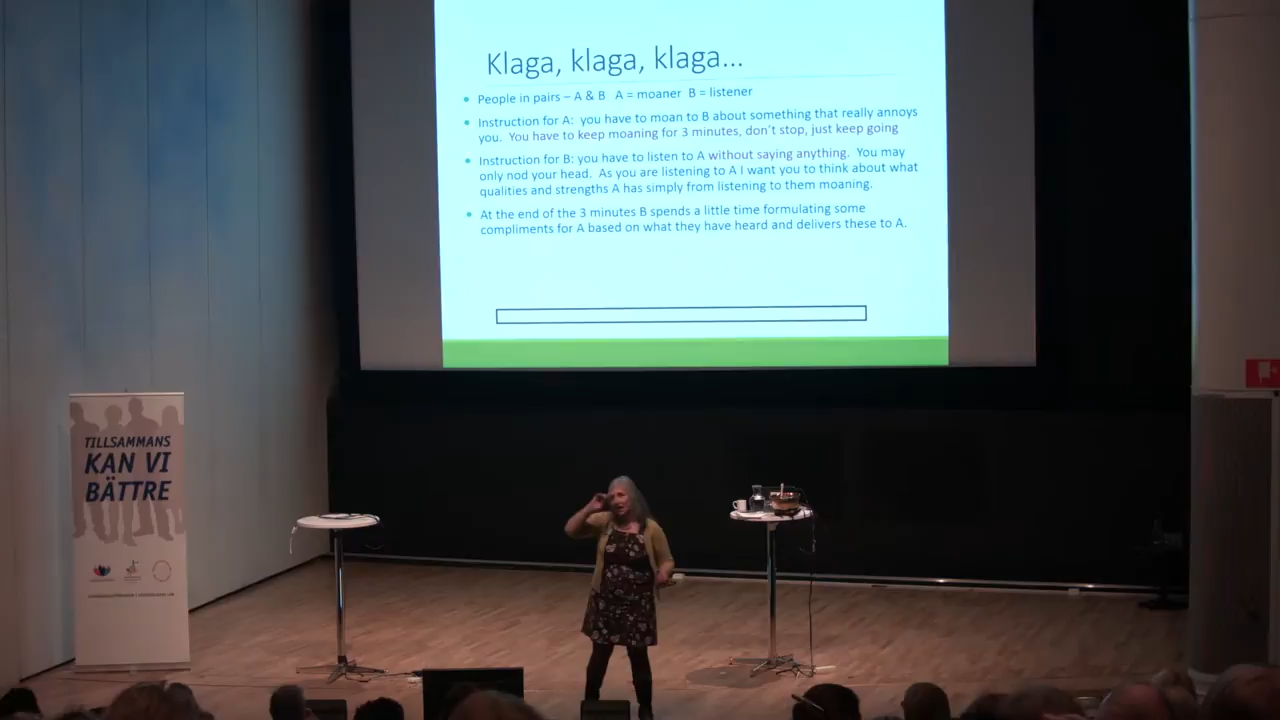 Klaga, klaga, klaga...
• People in pairs – A & B   A = moaner  B = listener
• Instruction for A:  you have to moan to B about something that really annoys
you.  You have to keep moaning for 3 minutes, don't stop, just keep going
• Instruction for B: you have to listen to A without saying anything.  You may
only nod your head.  As you are listening to A I want you to think about what
qualities and strengths A has simply from listening to them moaning.
• At the end of the 3 minutes B spends a little time formulating some
compliments for A based on what they have heard and delivers these to A.
TILLSAMMANS
KAN VI
BÄTTRE